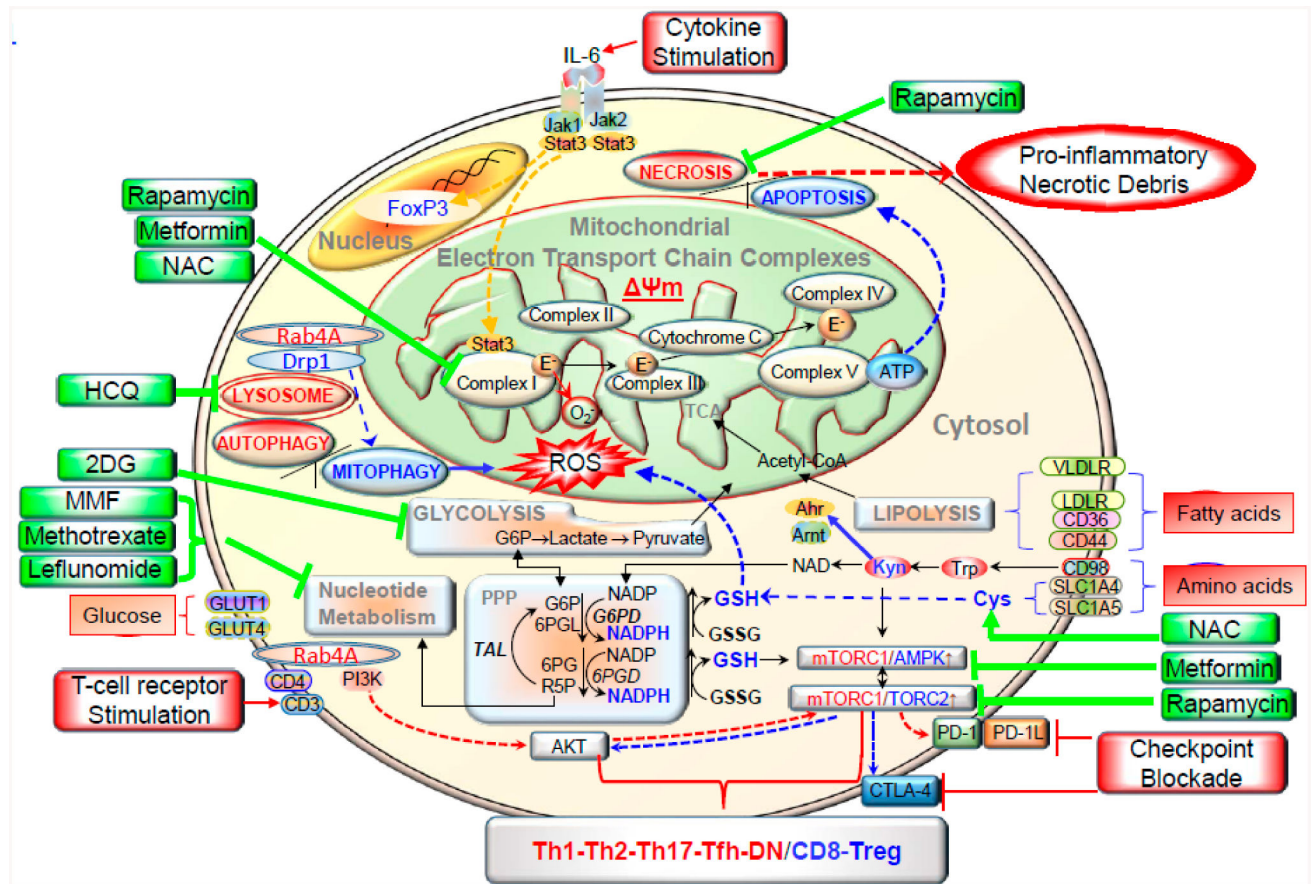 Cytokine
Stimulation
IL-6
Jak1
Jak2
Stat3
Stat3
Rapamycin
NECROSIS
Pro-inflammatory
Necrotic Debris
APOPTOSIS
FoxP3
Nucleus
Rapamycin
Metformin
NAC
Mitochondrial
Electron Transport Chain Complexes
ΔΨm
Complex IV
Complex II
Cytochrome C
E-
Stat3
E-
E-
Complex I
Complex III
Complex V
ATP
O2-
TCA
Rab4A
Drp1
HCQ
LYSOSOME
AUTOPHAGY
MITOPHAGY
ROS
Cytosol
Acetyl-CoA
2DG
MMF
Methotrexate
Leflunomide
GLYCOLYSIS
G6P→Lactate → Pyruvate
Ahr
Arnt
LIPOLYSIS
VLDLR
LDLR
CD36
CD44
Fatty acids
NAD
Kyn
Trp
CD98
SLC1A4
SLC1A5
Amino acids
Cys
Nucleotide
Metabolism
Glucose
GLUT1
GLUT4
PPP
G6P
6PGL
NADP
G6PD
NADPH
TAL
6PG
R5P
NADP
6PGD
NADPH
GSH
GSSG
GSH
GSSG
NAC
Metformin
Rapamycin
mTORC1/AMPK↑
mTORC1/TORC2↑
Rab4A
CD4
PI3K
CD3
T-cell receptor
Stimulation
AKT
PD-1
PD-1L
CTLA-4
Checkpoint
Blockade
Th1-Th2-Th17-Tfh-DN/CD8-Treg